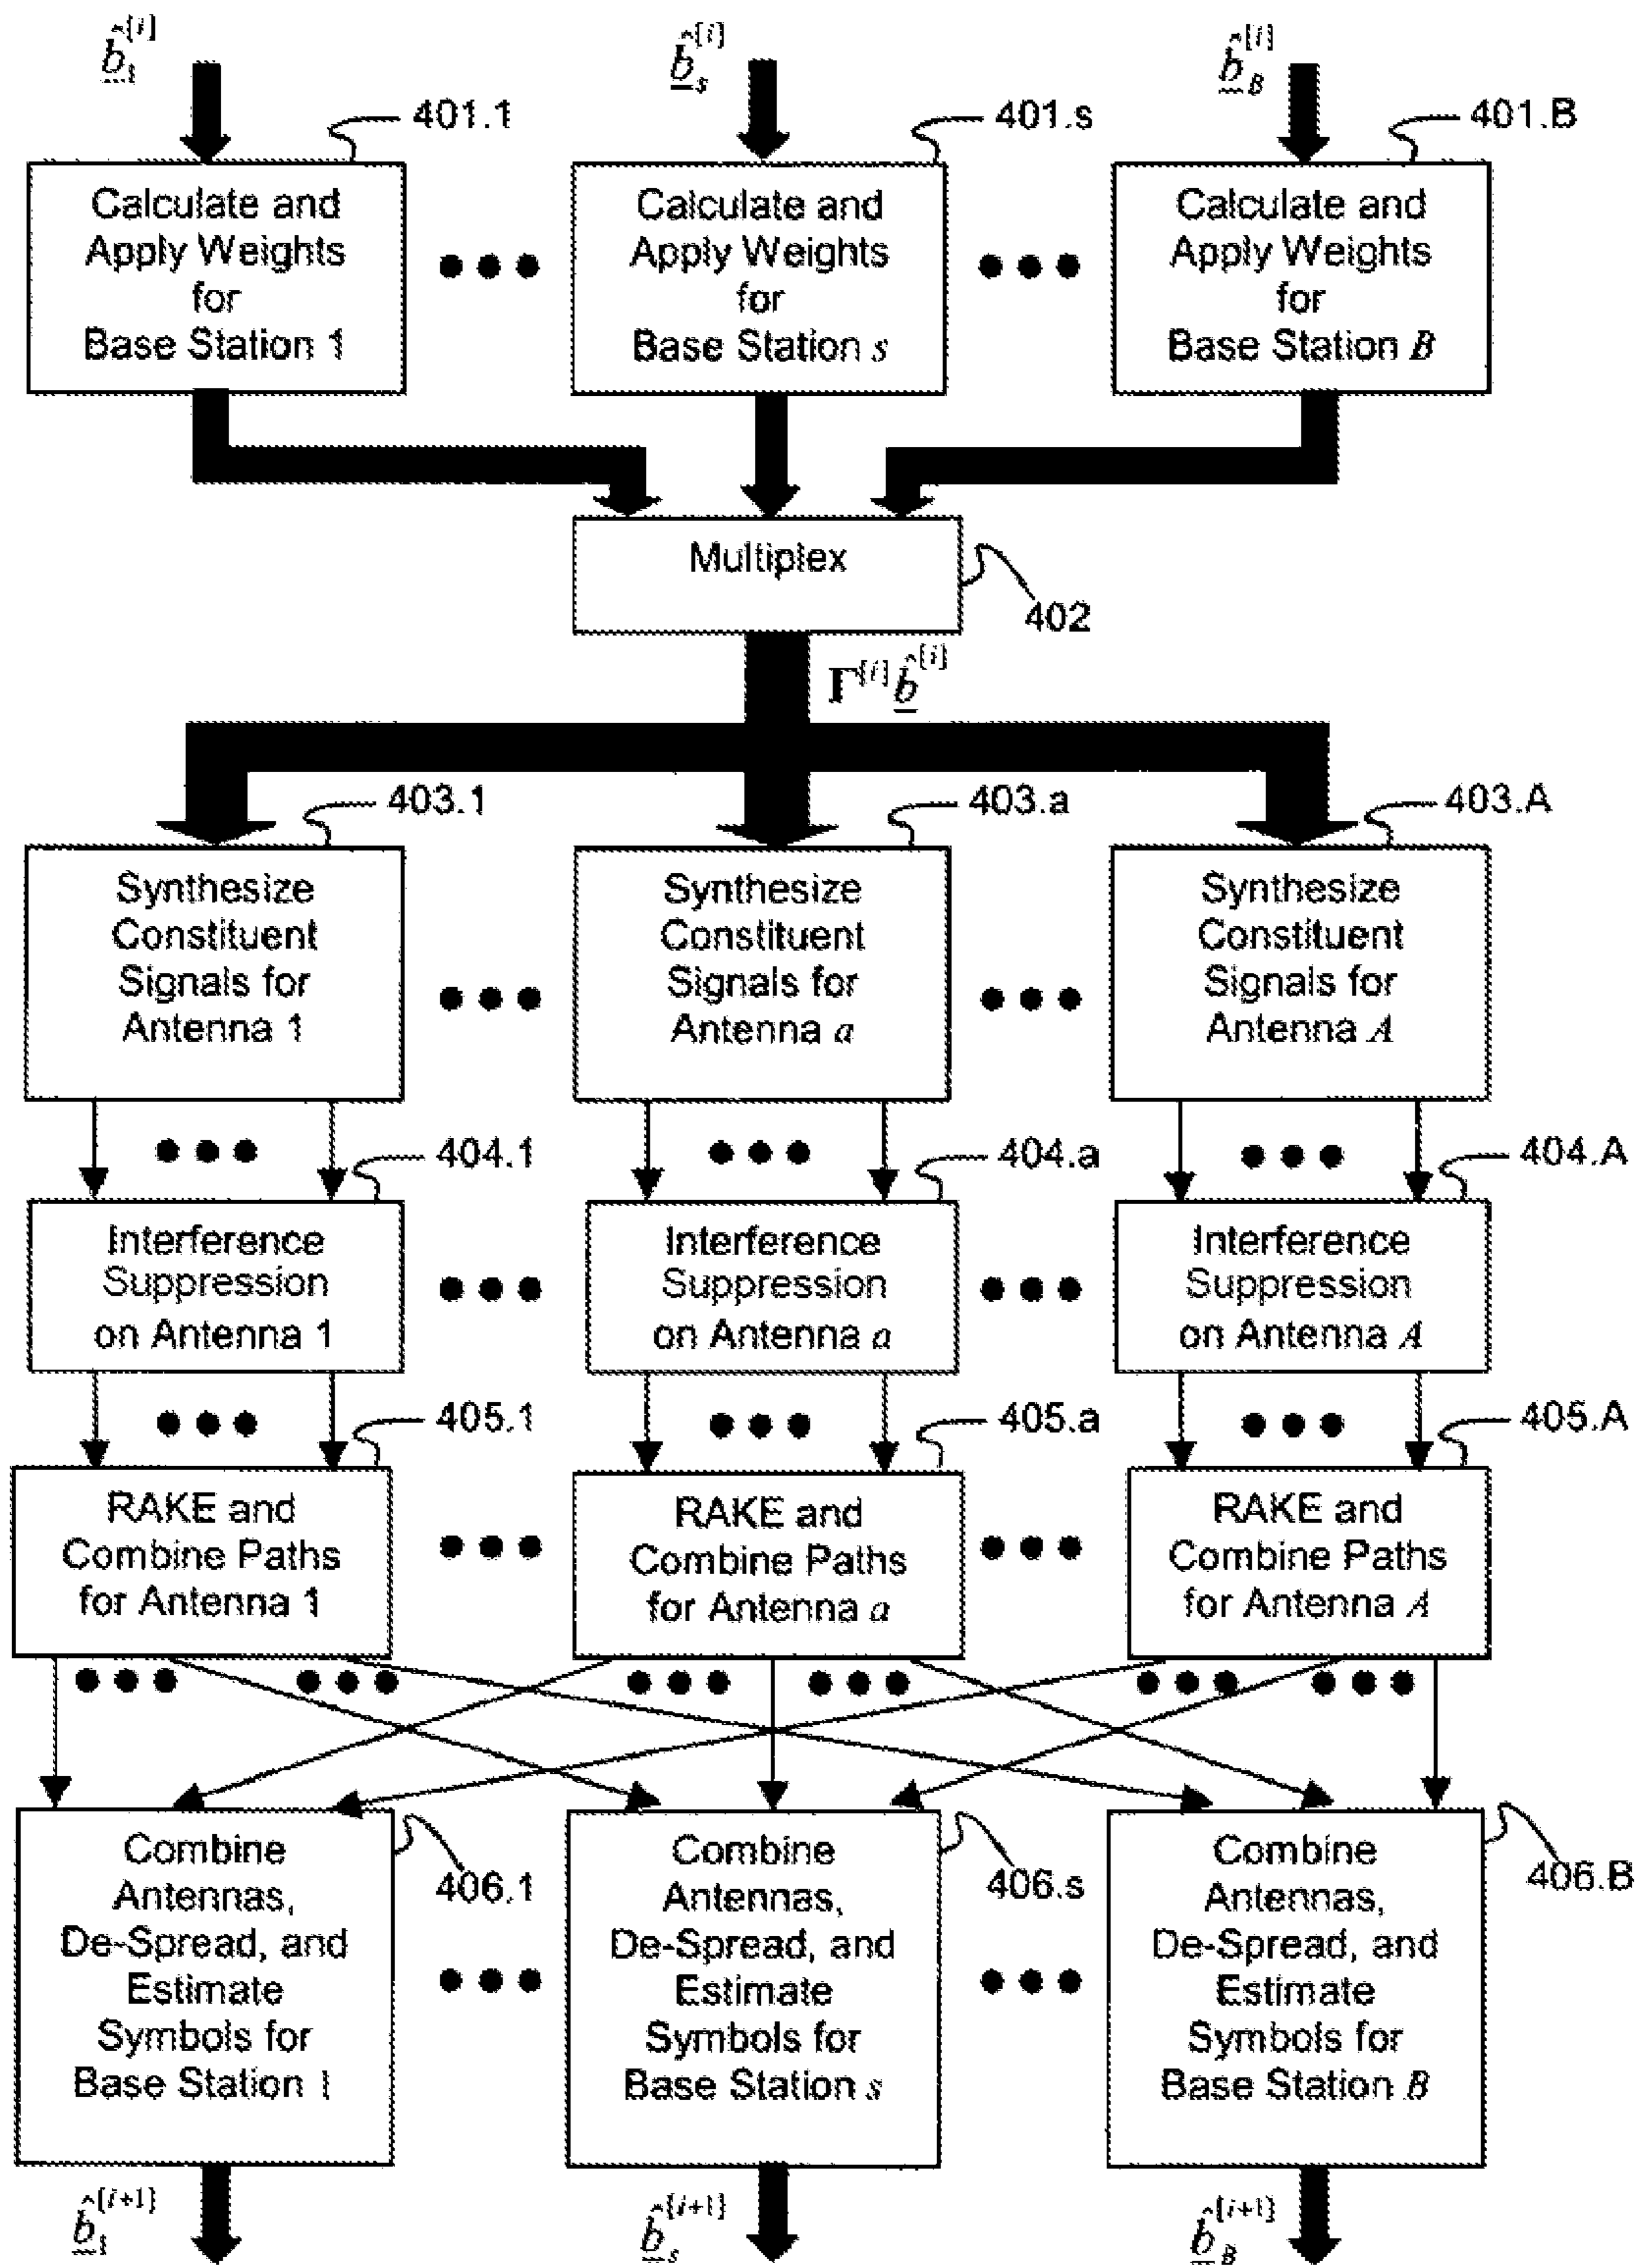 b̂₁^[i]
b̂_s^[i]
b̂_B^[i]
401.1
401.s
401.B
Calculate and
Apply Weights
for
Base Station 1
Calculate and
Apply Weights
for
Base Station s
Calculate and
Apply Weights
for
Base Station B
Multiplex
402
Γ^[i] b̂^[i]
403.1
403.a
403.A
Synthesize
Constituent
Signals for
Antenna 1
Synthesize
Constituent
Signals for
Antenna a
Synthesize
Constituent
Signals for
Antenna A
404.1
404.a
404.A
Interference
Suppression
on Antenna 1
Interference
Suppression
on Antenna a
Interference
Suppression
on Antenna A
405.1
405.a
405.A
RAKE and
Combine Paths
for Antenna 1
RAKE and
Combine Paths
for Antenna a
RAKE and
Combine Paths
for Antenna A
Combine
Antennas,
De-Spread, and
Estimate
Symbols for
Base Station 1
406.1
Combine
Antennas,
De-Spread, and
Estimate
Symbols for
Base Station s
406.s
Combine
Antennas,
De-Spread, and
Estimate
Symbols for
Base Station B
406.B
b̂₁^[i+1]
b̂_s^[i+1]
b̂_B^[i+1]